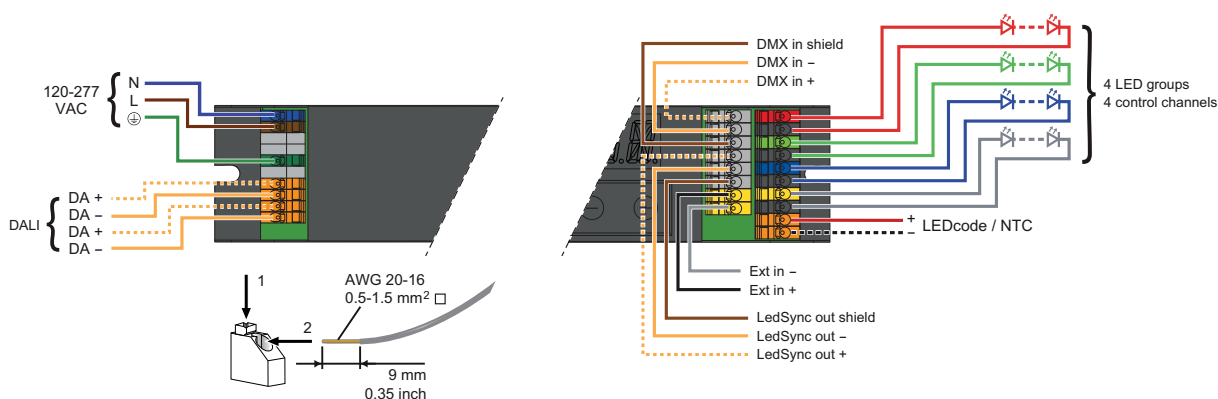 120-277
VAC
N
L
DALI
DA +
DA −
DA +
DA −
1
2
AWG 20-16
0.5-1.5 mm²
9 mm
0.35 inch
DMX in shield
DMX in −
DMX in +
4 LED groups
4 control channels
+
−
LEDcode / NTC
Ext in −
Ext in +
LedSync out shield
LedSync out −
LedSync out +